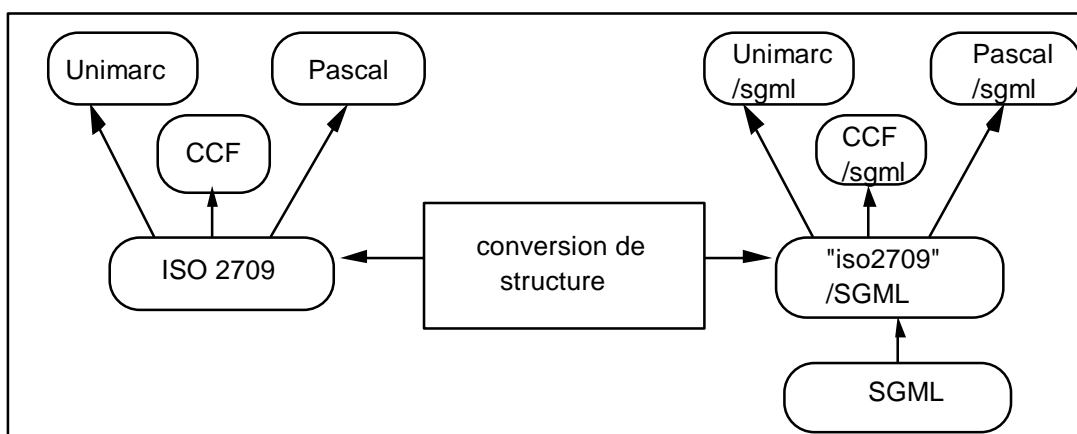 Unimarc
Pascal
CCF
ISO 2709
conversion de
structure
Unimarc
/sgml
Pascal
/sgml
CCF
/sgml
"iso2709"
/SGML
SGML